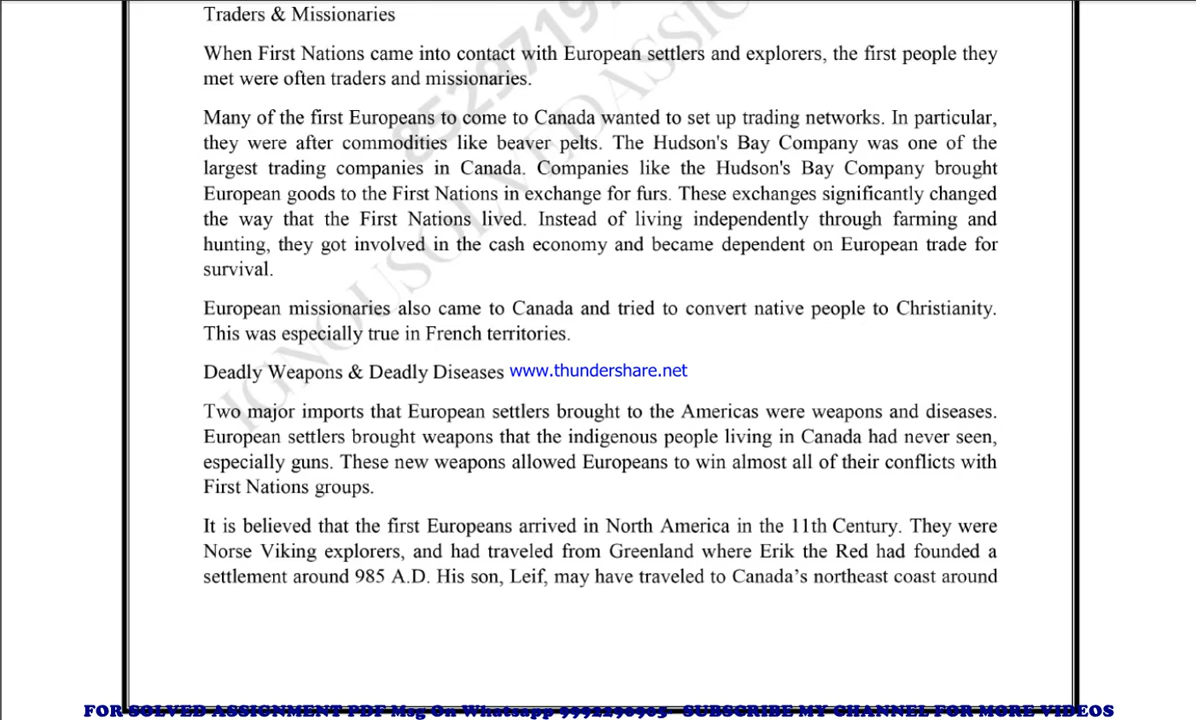 Traders & Missionaries
When First Nations came into contact with European settlers and explorers, the first people they
met were often traders and missionaries.
Many of the first Europeans to come to Canada wanted to set up trading networks. In particular,
they were after commodities like beaver pelts. The Hudson's Bay Company was one of the
largest trading companies in Canada. Companies like the Hudson's Bay Company brought
European goods to the First Nations in exchange for furs. These exchanges significantly changed
the way that the First Nations lived. Instead of living independently through farming and
hunting, they got involved in the cash economy and became dependent on European trade for
survival.
European missionaries also came to Canada and tried to convert native people to Christianity.
This was especially true in French territories.
Deadly Weapons & Deadly Diseases www.thundershare.net
Two major imports that European settlers brought to the Americas were weapons and diseases.
European settlers brought weapons that the indigenous people living in Canada had never seen,
especially guns. These new weapons allowed Europeans to win almost all of their conflicts with
First Nations groups.
It is believed that the first Europeans arrived in North America in the 11th Century. They were
Norse Viking explorers, and had traveled from Greenland where Erik the Red had founded a
settlement around 985 A.D. His son, Leif, may have traveled to Canada’s northeast coast around
FOR SOLVED ASSIGNMENT PDF Msg On Whatsapp SUBSCRIBE MY CHANNEL FOR MORE VIDEOS